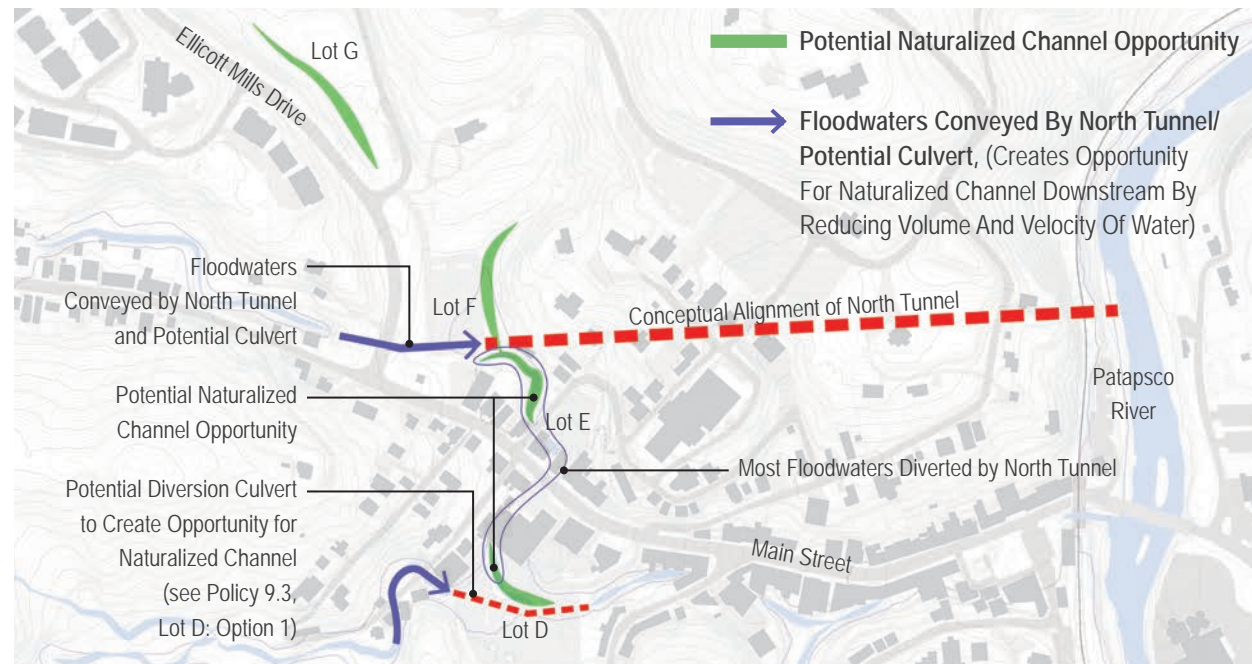 Potential Naturalized Channel Opportunity
Floodwaters Conveyed By North Tunnel/
Potential Culvert, (Creates Opportunity
For Naturalized Channel Downstream By
Reducing Volume And Velocity Of Water)
Lot G
Ellicott Mills Drive
Floodwaters
Conveyed by North Tunnel
and Potential Culvert
Lot F
Conceptual Alignment of North Tunnel
Patapsco
River
Potential Naturalized
Channel Opportunity
Lot E
Most Floodwaters Diverted by North Tunnel
Potential Diversion Culvert
to Create Opportunity for
Naturalized Channel
(see Policy 9.3,
Lot D: Option 1)
Main Street
Lot D